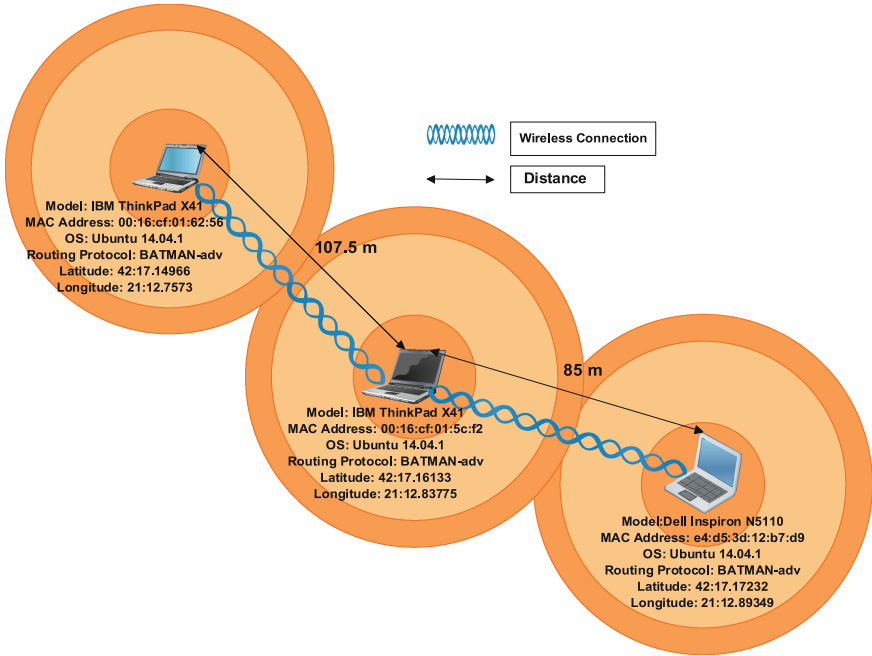 Wireless Connection
Distance
Model: IBM ThinkPad X41
MAC Address: 00:16:cf:01:62:56
OS: Ubuntu 14.04.1
Routing Protocol: BATMAN-adv
Latitude: 42:17.14966
Longitude: 21:12.7573
107.5 m
85 m
Model: IBM ThinkPad X41
MAC Address: 00:16:cf:01:5c:f2
OS: Ubuntu 14.04.1
Routing Protocol: BATMAN-adv
Latitude: 42:17.16133
Longitude: 21:12.83775
Model:Dell Inspiron N5110
MAC Address: e4:d5:3d:12:b7:d9
OS: Ubuntu 14.04.1
Routing Protocol: BATMAN-adv
Latitude: 42:17.17232
Longitude: 21:12.89349